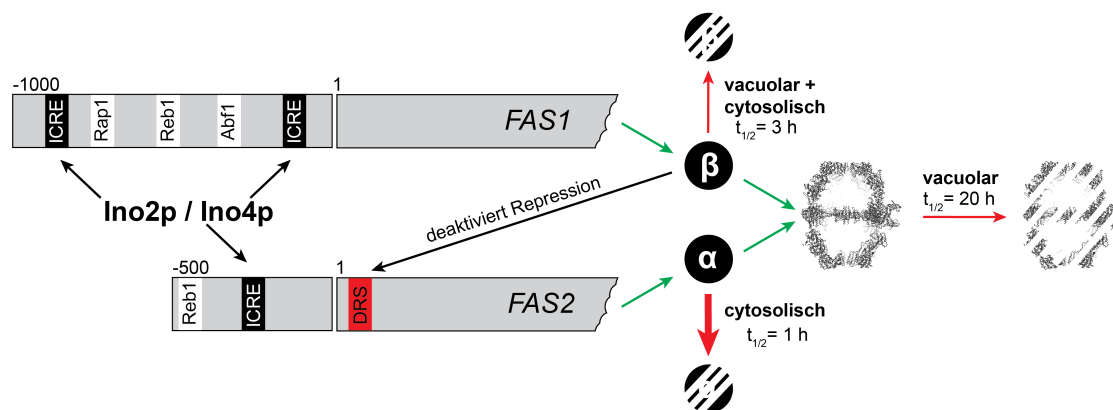 -1000
1
ICRE
Rap1
Reb1
Abf1
ICRE
FAS1
vacuolar +
cytosolisch
t1/2= 3 h
β
Ino2p / Ino4p
deaktiviert Repression
vacuolar
t1/2= 20 h
-500
1
Reb1
ICRE
DRS
FAS2
α
cytosolisch
t1/2= 1 h